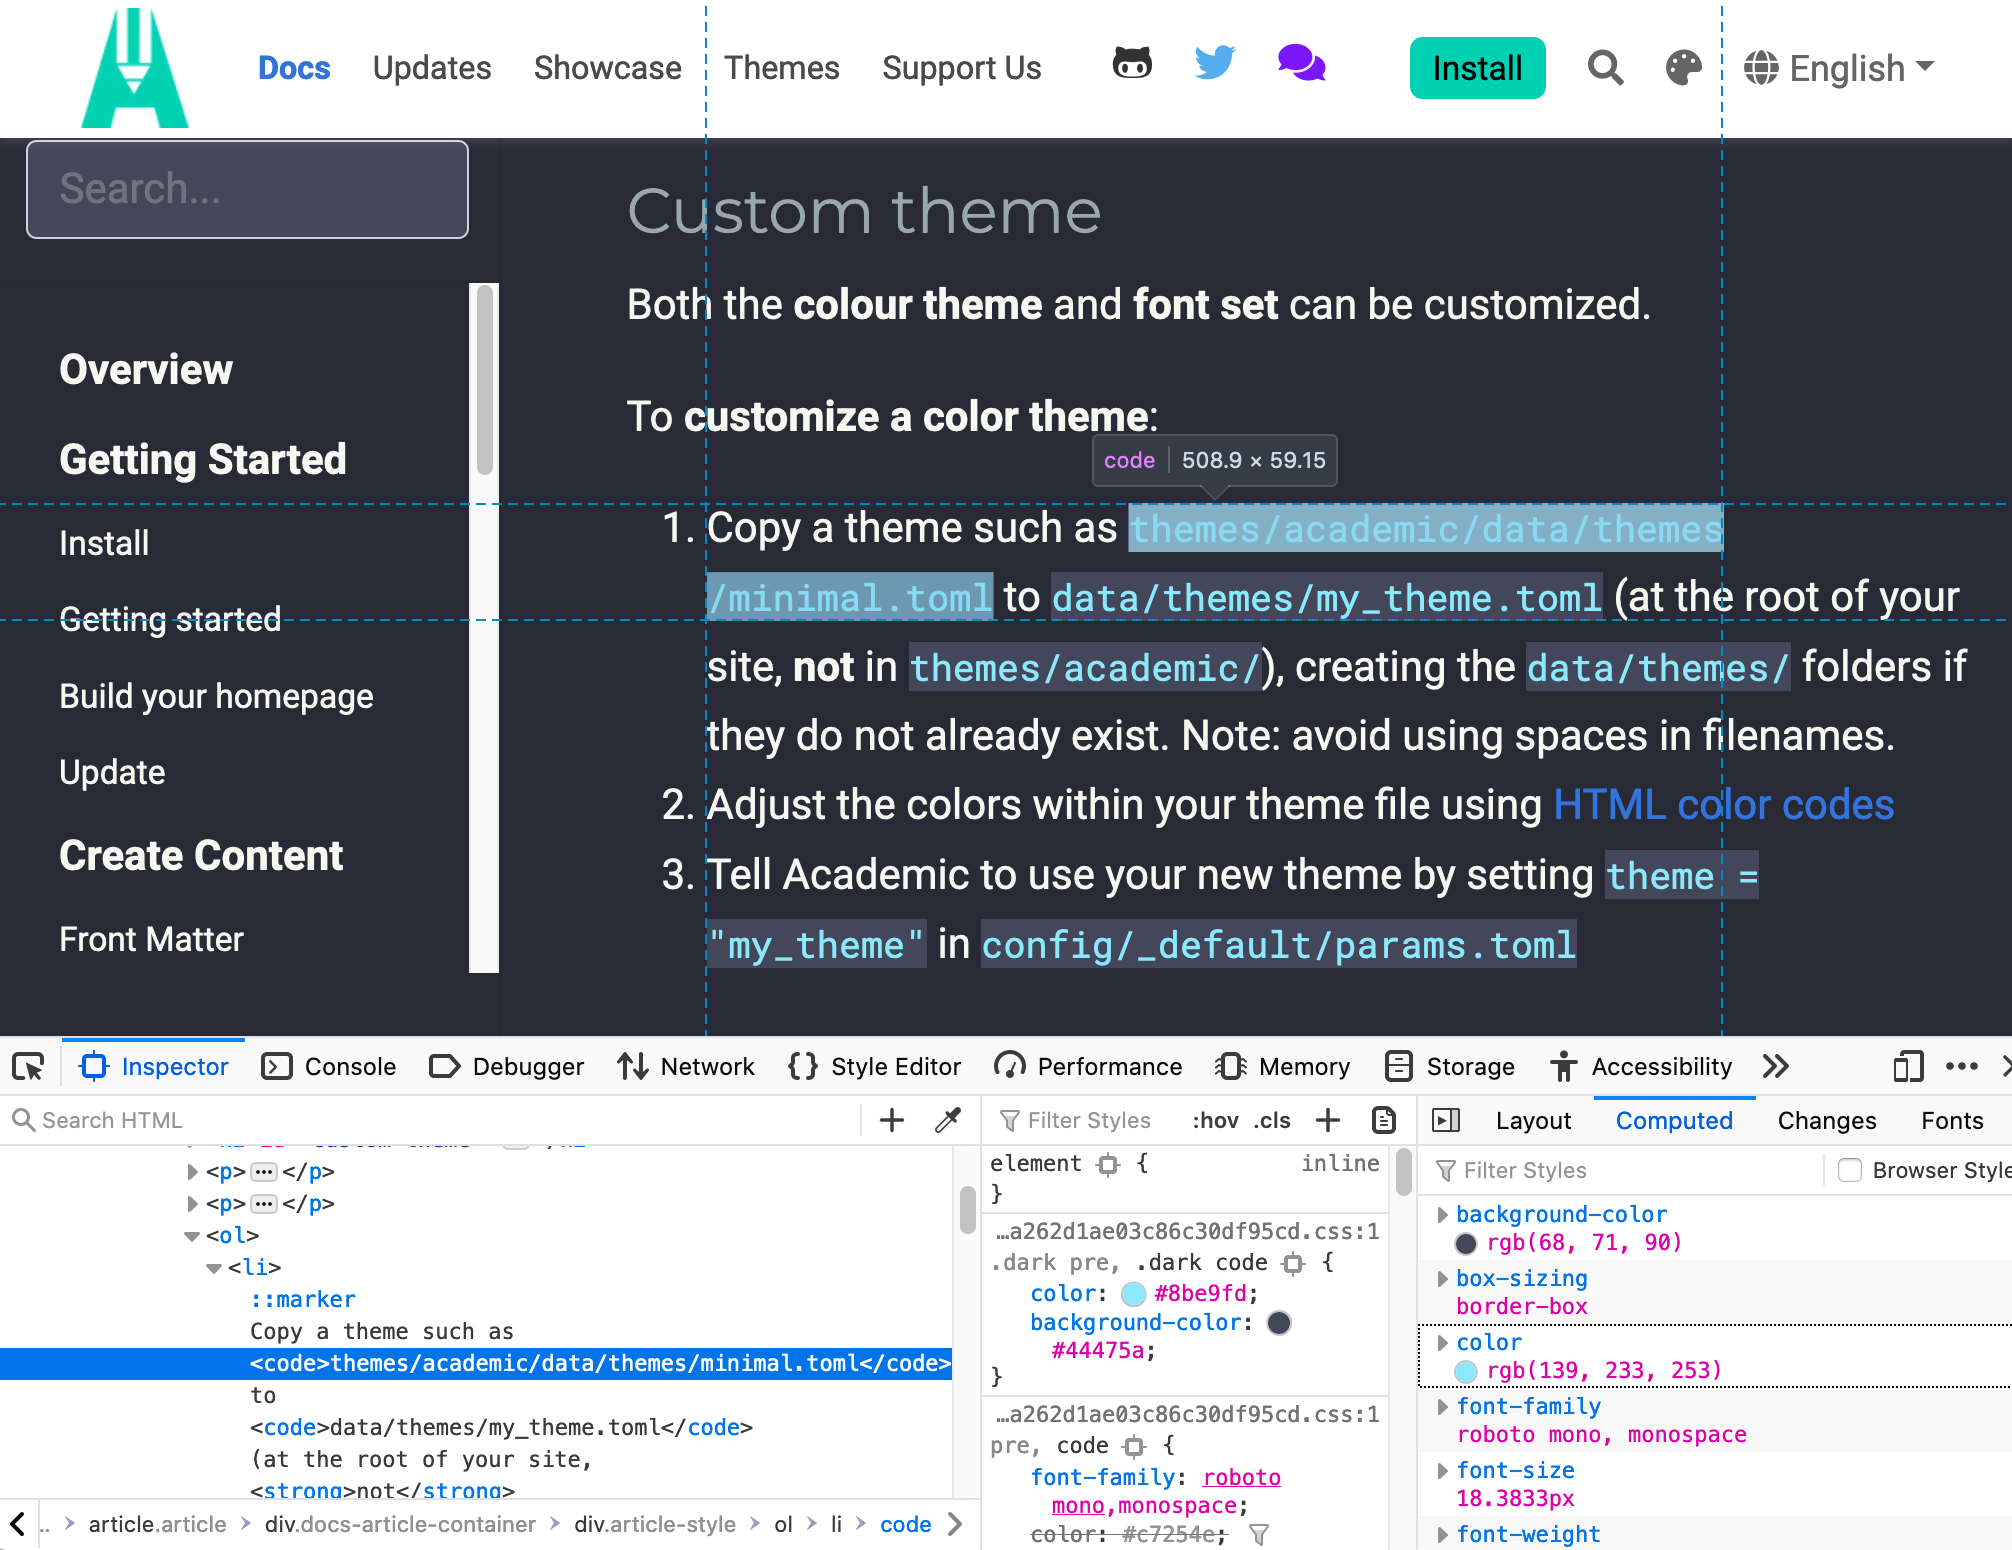 Docs Updates Showcase Themes Support Us Install English
Search...
Overview
Getting Started
Install
Getting started
Build your homepage
Update
Create Content
Front Matter
Custom theme
Both the colour theme and font set can be customized.
To customize a color theme:
code 508.9 × 59.15
1. Copy a theme such as themes/academic/data/themes
/minimal.toml to data/themes/my_theme.toml (at the root of your
site, not in themes/academic/), creating the data/themes/ folders if
they do not already exist. Note: avoid using spaces in filenames.
2. Adjust the colors within your theme file using HTML color codes
3. Tell Academic to use your new theme by setting theme =
"my_theme" in config/_default/params.toml
Inspector Console Debugger Network Style Editor Performance Memory Storage Accessibility
Search HTML
<p> </p>
<p> </p>
<ol>
<li>
::marker
Copy a theme such as
<code>themes/academic/data/themes/minimal.toml</code>
to
<code>data/themes/my_theme.toml</code>
(at the root of your site,
<strong>not</strong>
.. > article.article > div.docs-article-container > div.article-style > ol > li > code
Filter Styles :hov .cls
element { inline
}
…a262d1ae03c86c30df95cd.css:1
.dark pre, .dark code {
color: #8be9fd;
background-color:
#44475a;
}
…a262d1ae03c86c30df95cd.css:1
pre, code {
font-family: roboto
mono,monospace;
color: #c7254e;
Layout Computed Changes Fonts
Filter Styles Browser Style
background-color
rgb(68, 71, 90)
box-sizing
border-box
color
rgb(139, 233, 253)
font-family
roboto mono, monospace
font-size
18.3833px
font-weight